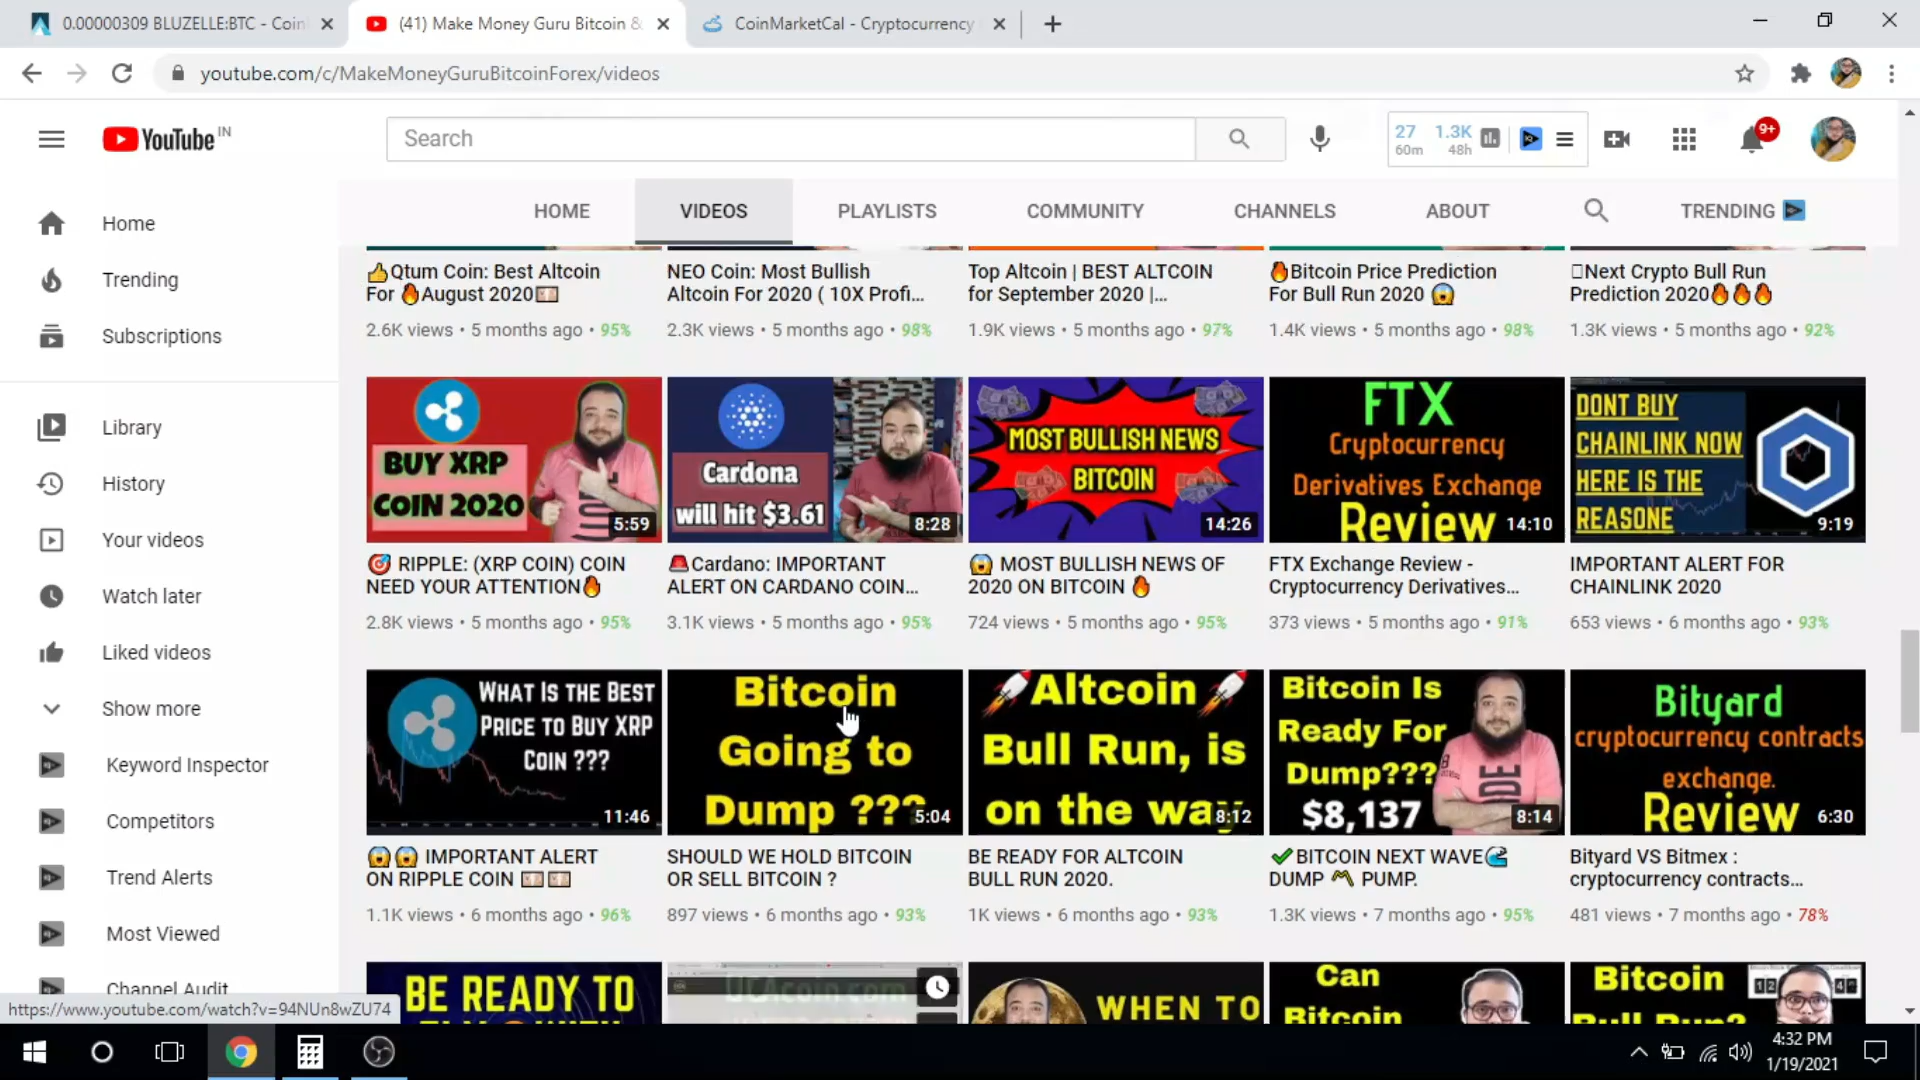 0.00000309 BLUZELLE:BTC - Coin
(41) Make Money Guru Bitcoin &
CoinMarketCal - Cryptocurrency
youtube.com/c/MakeMoneyGuruBitcoinForex/videos
YouTube IN
Search
27 60m
1.3K 48h
9+
HOME
VIDEOS
PLAYLISTS
COMMUNITY
CHANNELS
ABOUT
TRENDING
Home
Trending
Subscriptions
Library
History
Your videos
Watch later
Liked videos
Show more
Keyword Inspector
Competitors
Trend Alerts
Most Viewed
Channel Audit
👍Qtum Coin: Best Altcoin
For 🔥August 2020💴
2.6K views • 5 months ago • 95%
NEO Coin: Most Bullish
Altcoin For 2020 ( 10X Profi...
2.3K views • 5 months ago • 98%
Top Altcoin | BEST ALTCOIN
for September 2020 |...
1.9K views • 5 months ago • 97%
🔥Bitcoin Price Prediction
For Bull Run 2020 😱
1.4K views • 5 months ago • 98%
Next Crypto Bull Run
Prediction 2020🔥🔥🔥
1.3K views • 5 months ago • 92%
BUY XRP
COIN 2020
5:59
🎯 RIPPLE: (XRP COIN) COIN
NEED YOUR ATTENTION🔥
2.8K views • 5 months ago • 95%
Cardona
will hit $3.61
8:28
🚨Cardano: IMPORTANT
ALERT ON CARDANO COIN...
3.1K views • 5 months ago • 95%
MOST BULLISH NEWS
BITCOIN
14:26
😱 MOST BULLISH NEWS OF
2020 ON BITCOIN 🔥
724 views • 5 months ago • 95%
FTX
Cryptocurrency
Derivatives Exchange
Review
14:10
FTX Exchange Review -
Cryptocurrency Derivatives...
373 views • 5 months ago • 91%
DONT BUY
CHAINLINK NOW
HERE IS THE
REASONE
9:19
IMPORTANT ALERT FOR
CHAINLINK 2020
653 views • 6 months ago • 93%
WHAT IS THE BEST
PRICE TO BUY XRP
COIN ???
11:46
😱😱 IMPORTANT ALERT
ON RIPPLE COIN 💴💴
1.1K views • 6 months ago • 96%
Bitcoin
Going to
Dump ???
5:04
SHOULD WE HOLD BITCOIN
OR SELL BITCOIN ?
897 views • 6 months ago • 93%
🚀Altcoin🚀
Bull Run, is
on the way
8:12
BE READY FOR ALTCOIN
BULL RUN 2020.
1K views • 6 months ago • 93%
Bitcoin Is
Ready For
Dump???
$8,137
8:14
✔BITCOIN NEXT WAVE🌊
DUMP 〽 PUMP.
1.3K views • 7 months ago • 95%
Bityard
cryptocurrency contracts
exchange.
Review
6:30
Bityard VS Bitmex :
cryptocurrency contracts...
481 views • 7 months ago • 78%
BE READY TO
UCAcoin.com
WHEN TO
Can
Bitcoin
Bitcoin
Bull Run?
https://www.youtube.com/watch?v=94NUn8wZU74
4:32 PM
1/19/2021